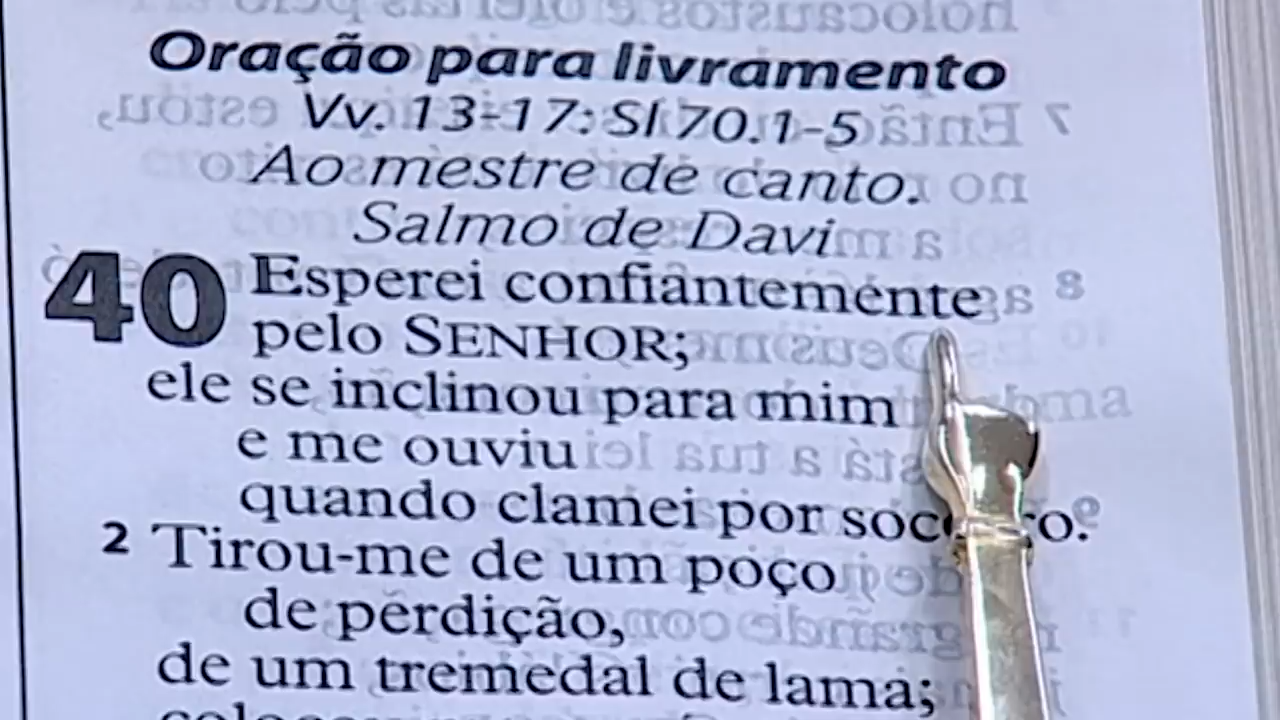 Oração para livramento
Vv. 13-17: Sl 70.1-5
Ao mestre de canto.
Salmo de Davi
40 Esperei confiantemente
pelo SENHOR;
ele se inclinou para mim
e me ouviu
quando clamei por socorro.
2 Tirou-me de um poço
de perdição,
de um tremedal de lama;